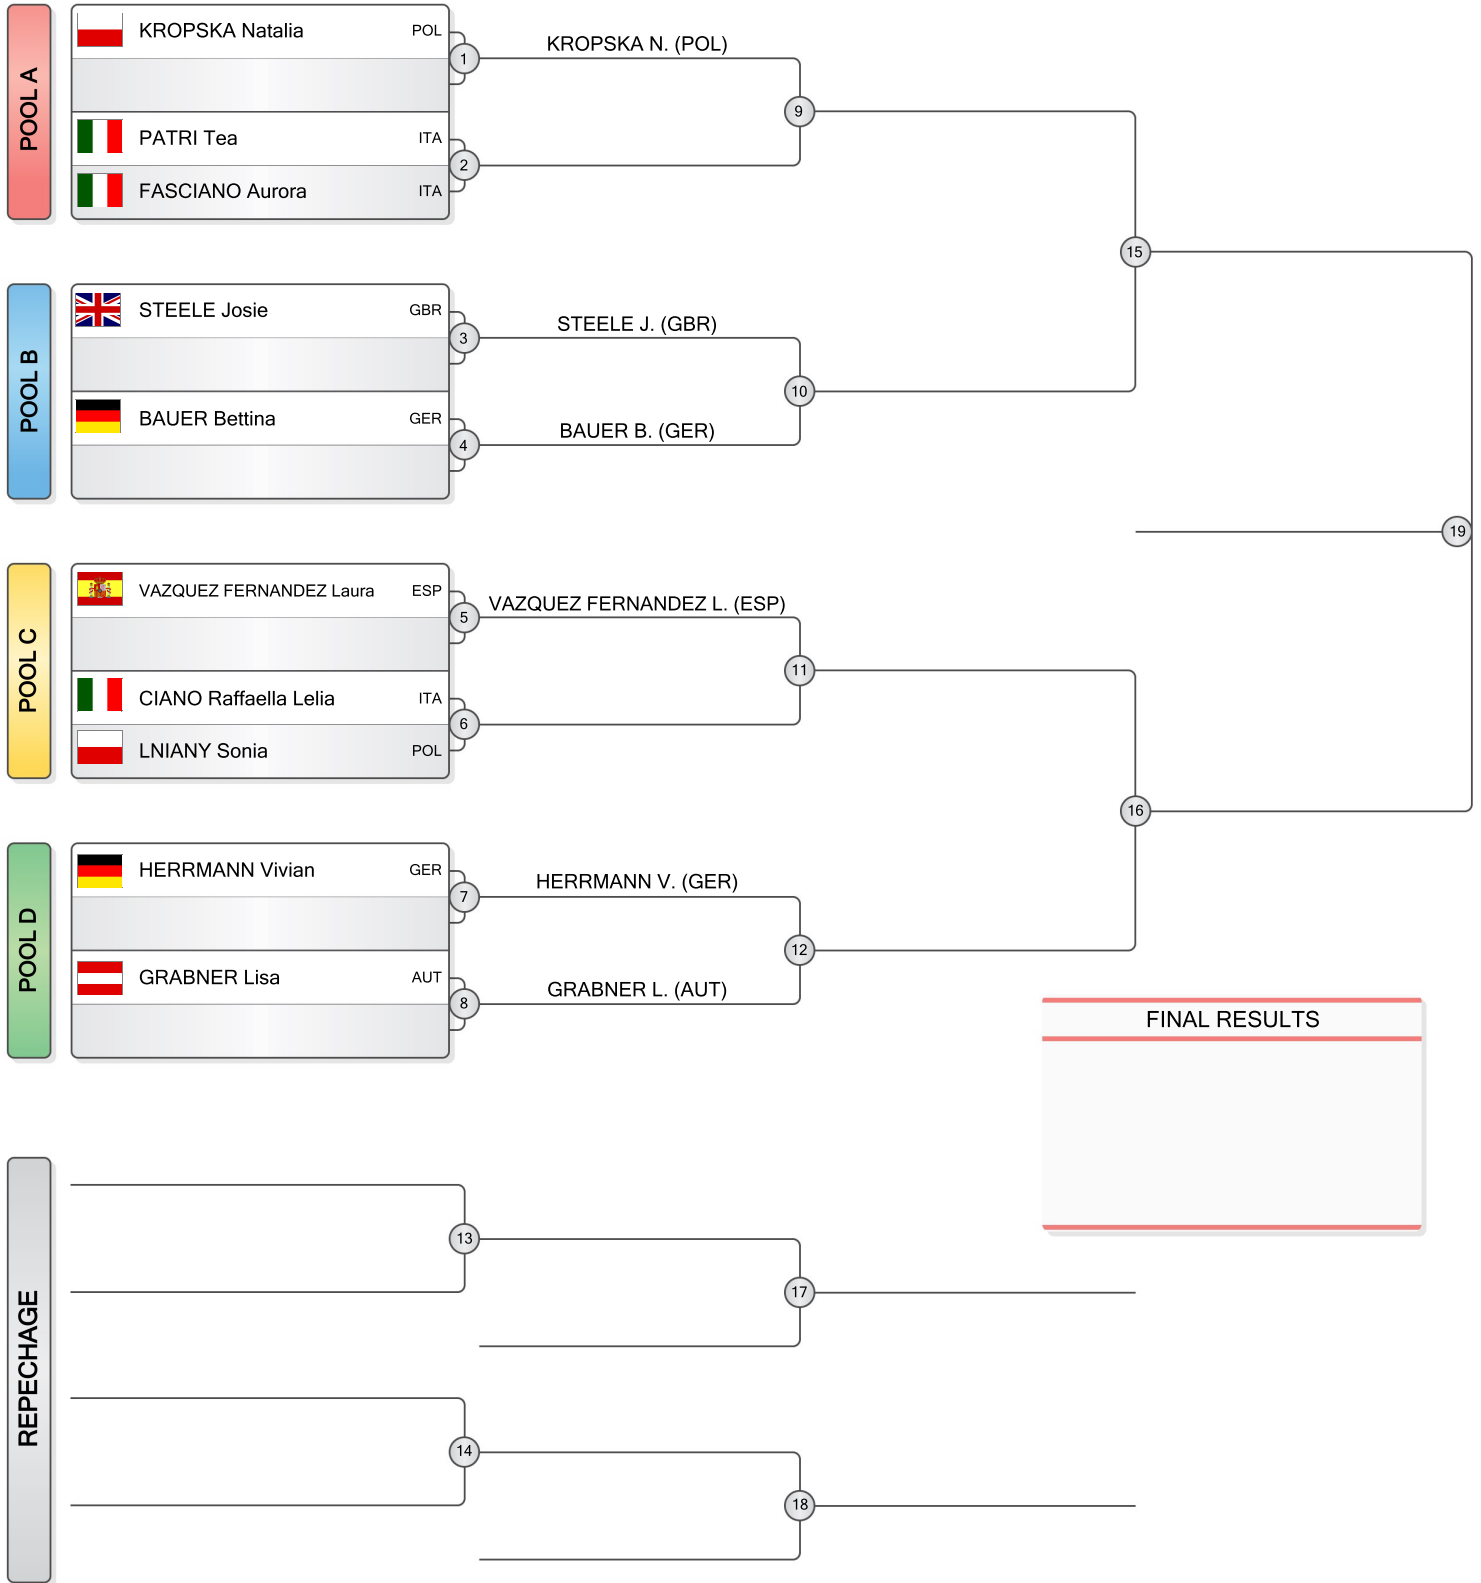 POOL A
KROPSKA Natalia POL
1
KROPSKA N. (POL)
9
PATRI Tea ITA
2
FASCIANO Aurora ITA
15
POOL B
STEELE Josie GBR
3
STEELE J. (GBR)
10
BAUER Bettina GER
4
BAUER B. (GER)
19
POOL C
VAZQUEZ FERNANDEZ Laura ESP
5
VAZQUEZ FERNANDEZ L. (ESP)
11
CIANO Raffaella Lelia ITA
6
LNIANY Sonia POL
16
POOL D
HERRMANN Vivian GER
7
HERRMANN V. (GER)
12
GRABNER Lisa AUT
8
GRABNER L. (AUT)
FINAL RESULTS
REPECHAGE
13
17
14
18